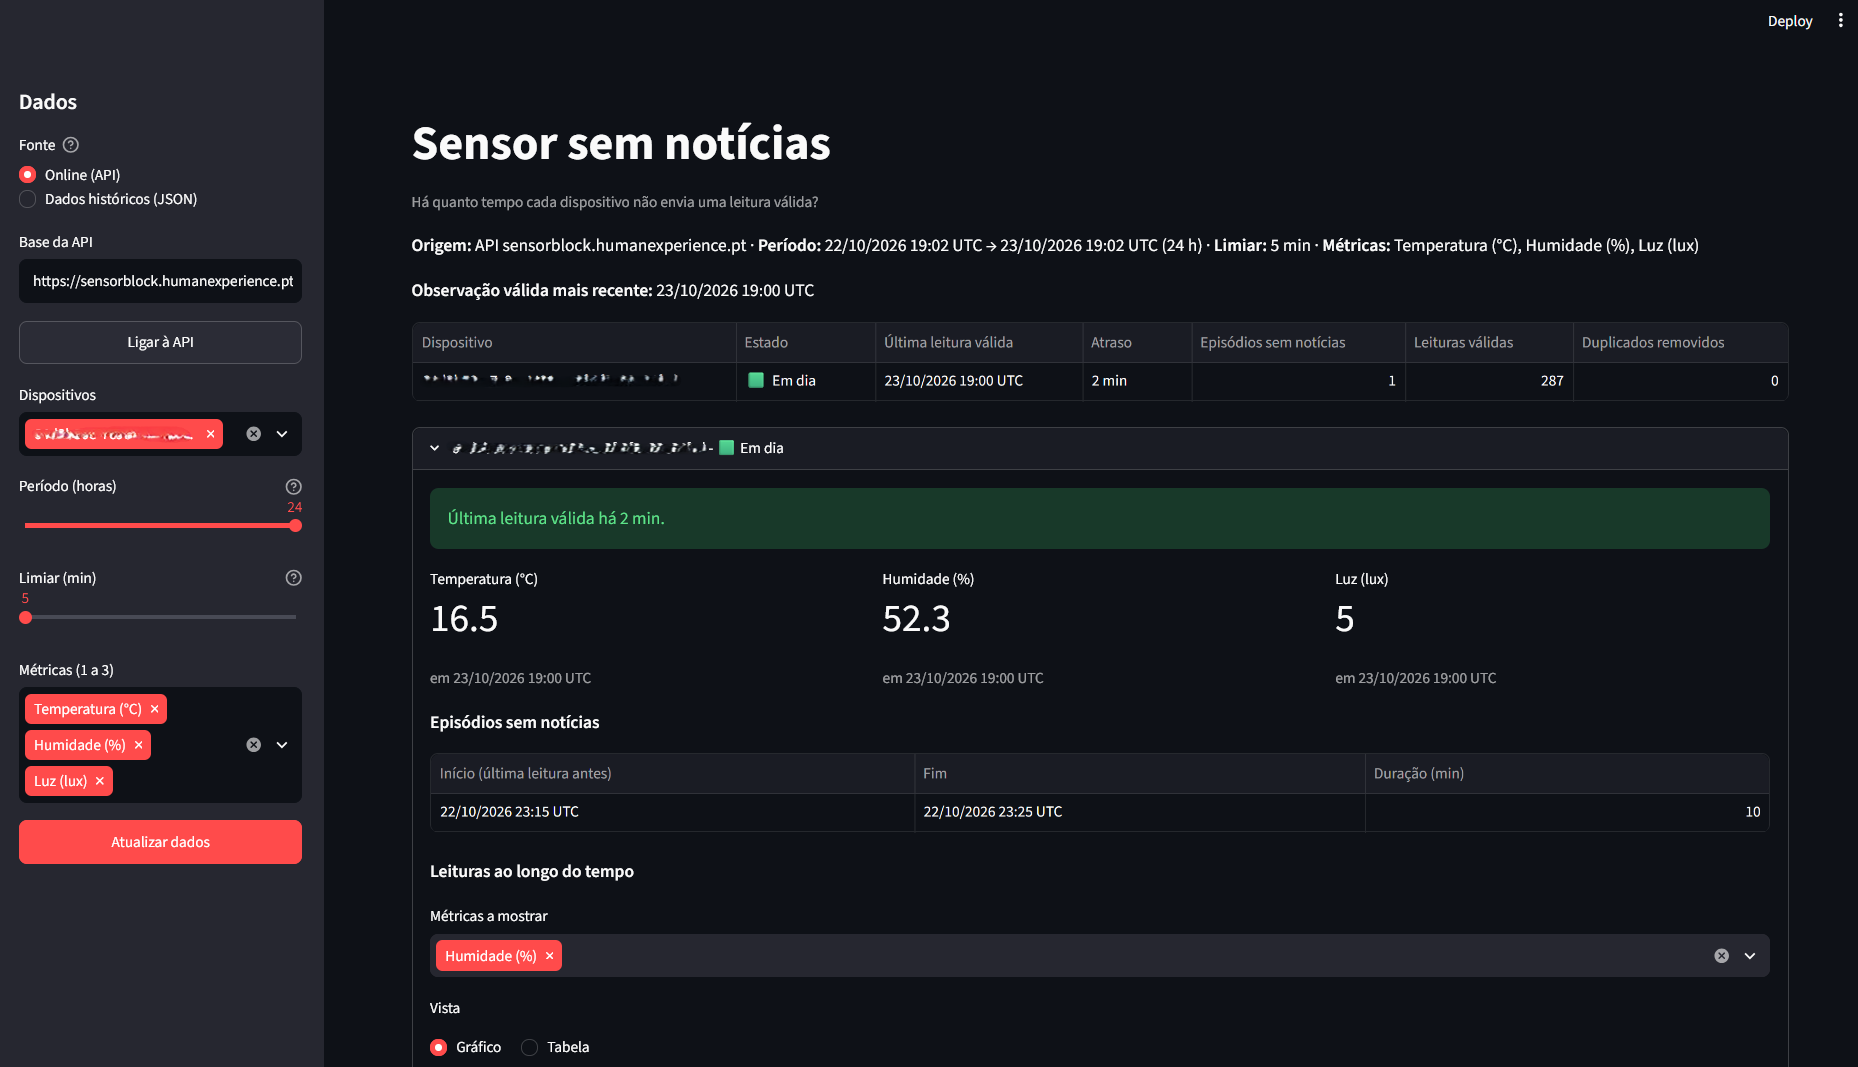 Deploy
Dados
Fonte
Online (API)
Dados históricos (JSON)
Base da API
https://sensorblock.humanexperience.pt
Ligar à API
Dispositivos
Período (horas)
24
Limiar (min)
5
Métricas (1 a 3)
Temperatura (°C)
Humidade (%)
Luz (lux)
Atualizar dados
Sensor sem notícias
Há quanto tempo cada dispositivo não envia uma leitura válida?
Origem: API sensorblock.humanexperience.pt · Período: 22/10/2026 19:02 UTC → 23/10/2026 19:02 UTC (24 h) · Limiar: 5 min · Métricas: Temperatura (°C), Humidade (%), Luz (lux)
Observação válida mais recente: 23/10/2026 19:00 UTC
Dispositivo Estado Última leitura válida Atraso Episódios sem notícias Leituras válidas Duplicados removidos
Em dia 23/10/2026 19:00 UTC 2 min 1 287 0
- Em dia
Última leitura válida há 2 min.
Temperatura (°C) Humidade (%) Luz (lux)
16.5 52.3 5
em 23/10/2026 19:00 UTC em 23/10/2026 19:00 UTC em 23/10/2026 19:00 UTC
Episódios sem notícias
Início (última leitura antes) Fim Duração (min)
22/10/2026 23:15 UTC 22/10/2026 23:25 UTC 10
Leituras ao longo do tempo
Métricas a mostrar
Humidade (%)
Vista
Gráfico Tabela